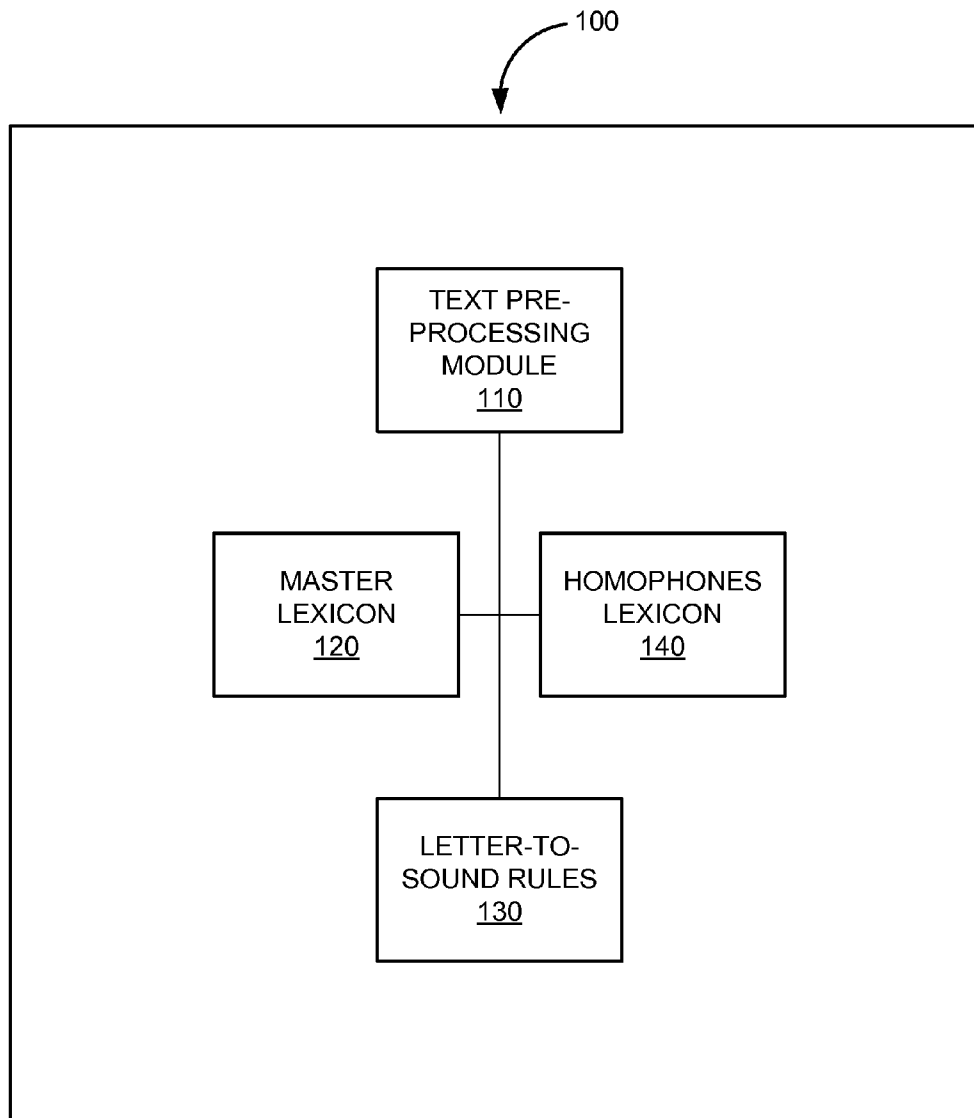 100
TEXT PRE-
PROCESSING
MODULE
110
MASTER
LEXICON
120
HOMOPHONES
LEXICON
140
LETTER-TO-
SOUND RULES
130